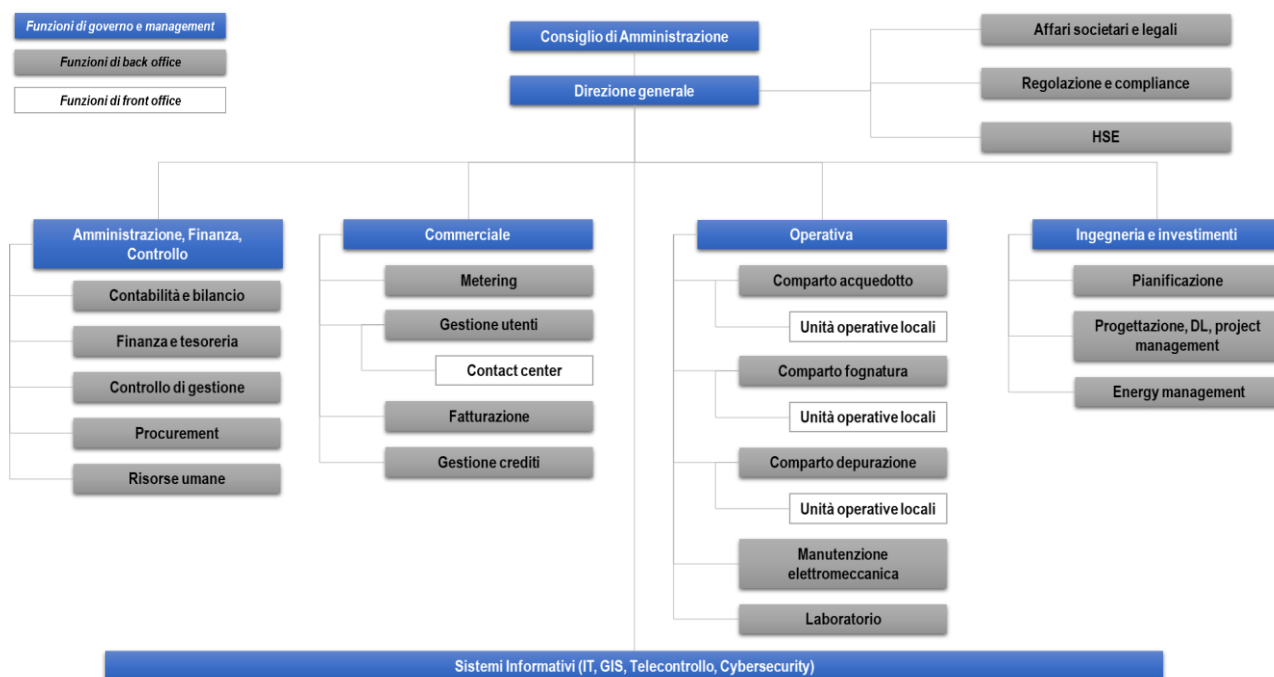 Funzioni di governo e management
Funzioni di back office
Funzioni di front office
Consiglio di Amministrazione
Direzione generale
Affari societari e legali
Regolazione e compliance
HSE
Amministrazione, Finanza,
Controllo
Contabilità e bilancio
Finanza e tesoreria
Controllo di gestione
Procurement
Risorse umane
Commerciale
Metering
Gestione utenti
Contact center
Fatturazione
Gestione crediti
Operativa
Comparto acquedotto
Unità operative locali
Comparto fognatura
Unità operative locali
Comparto depurazione
Unità operative locali
Manutenzione
elettromeccanica
Laboratorio
Ingegneria e investimenti
Pianificazione
Progettazione, DL, project
management
Energy management
Sistemi Informativi (IT, GIS, Telecontrollo, Cybersecurity)